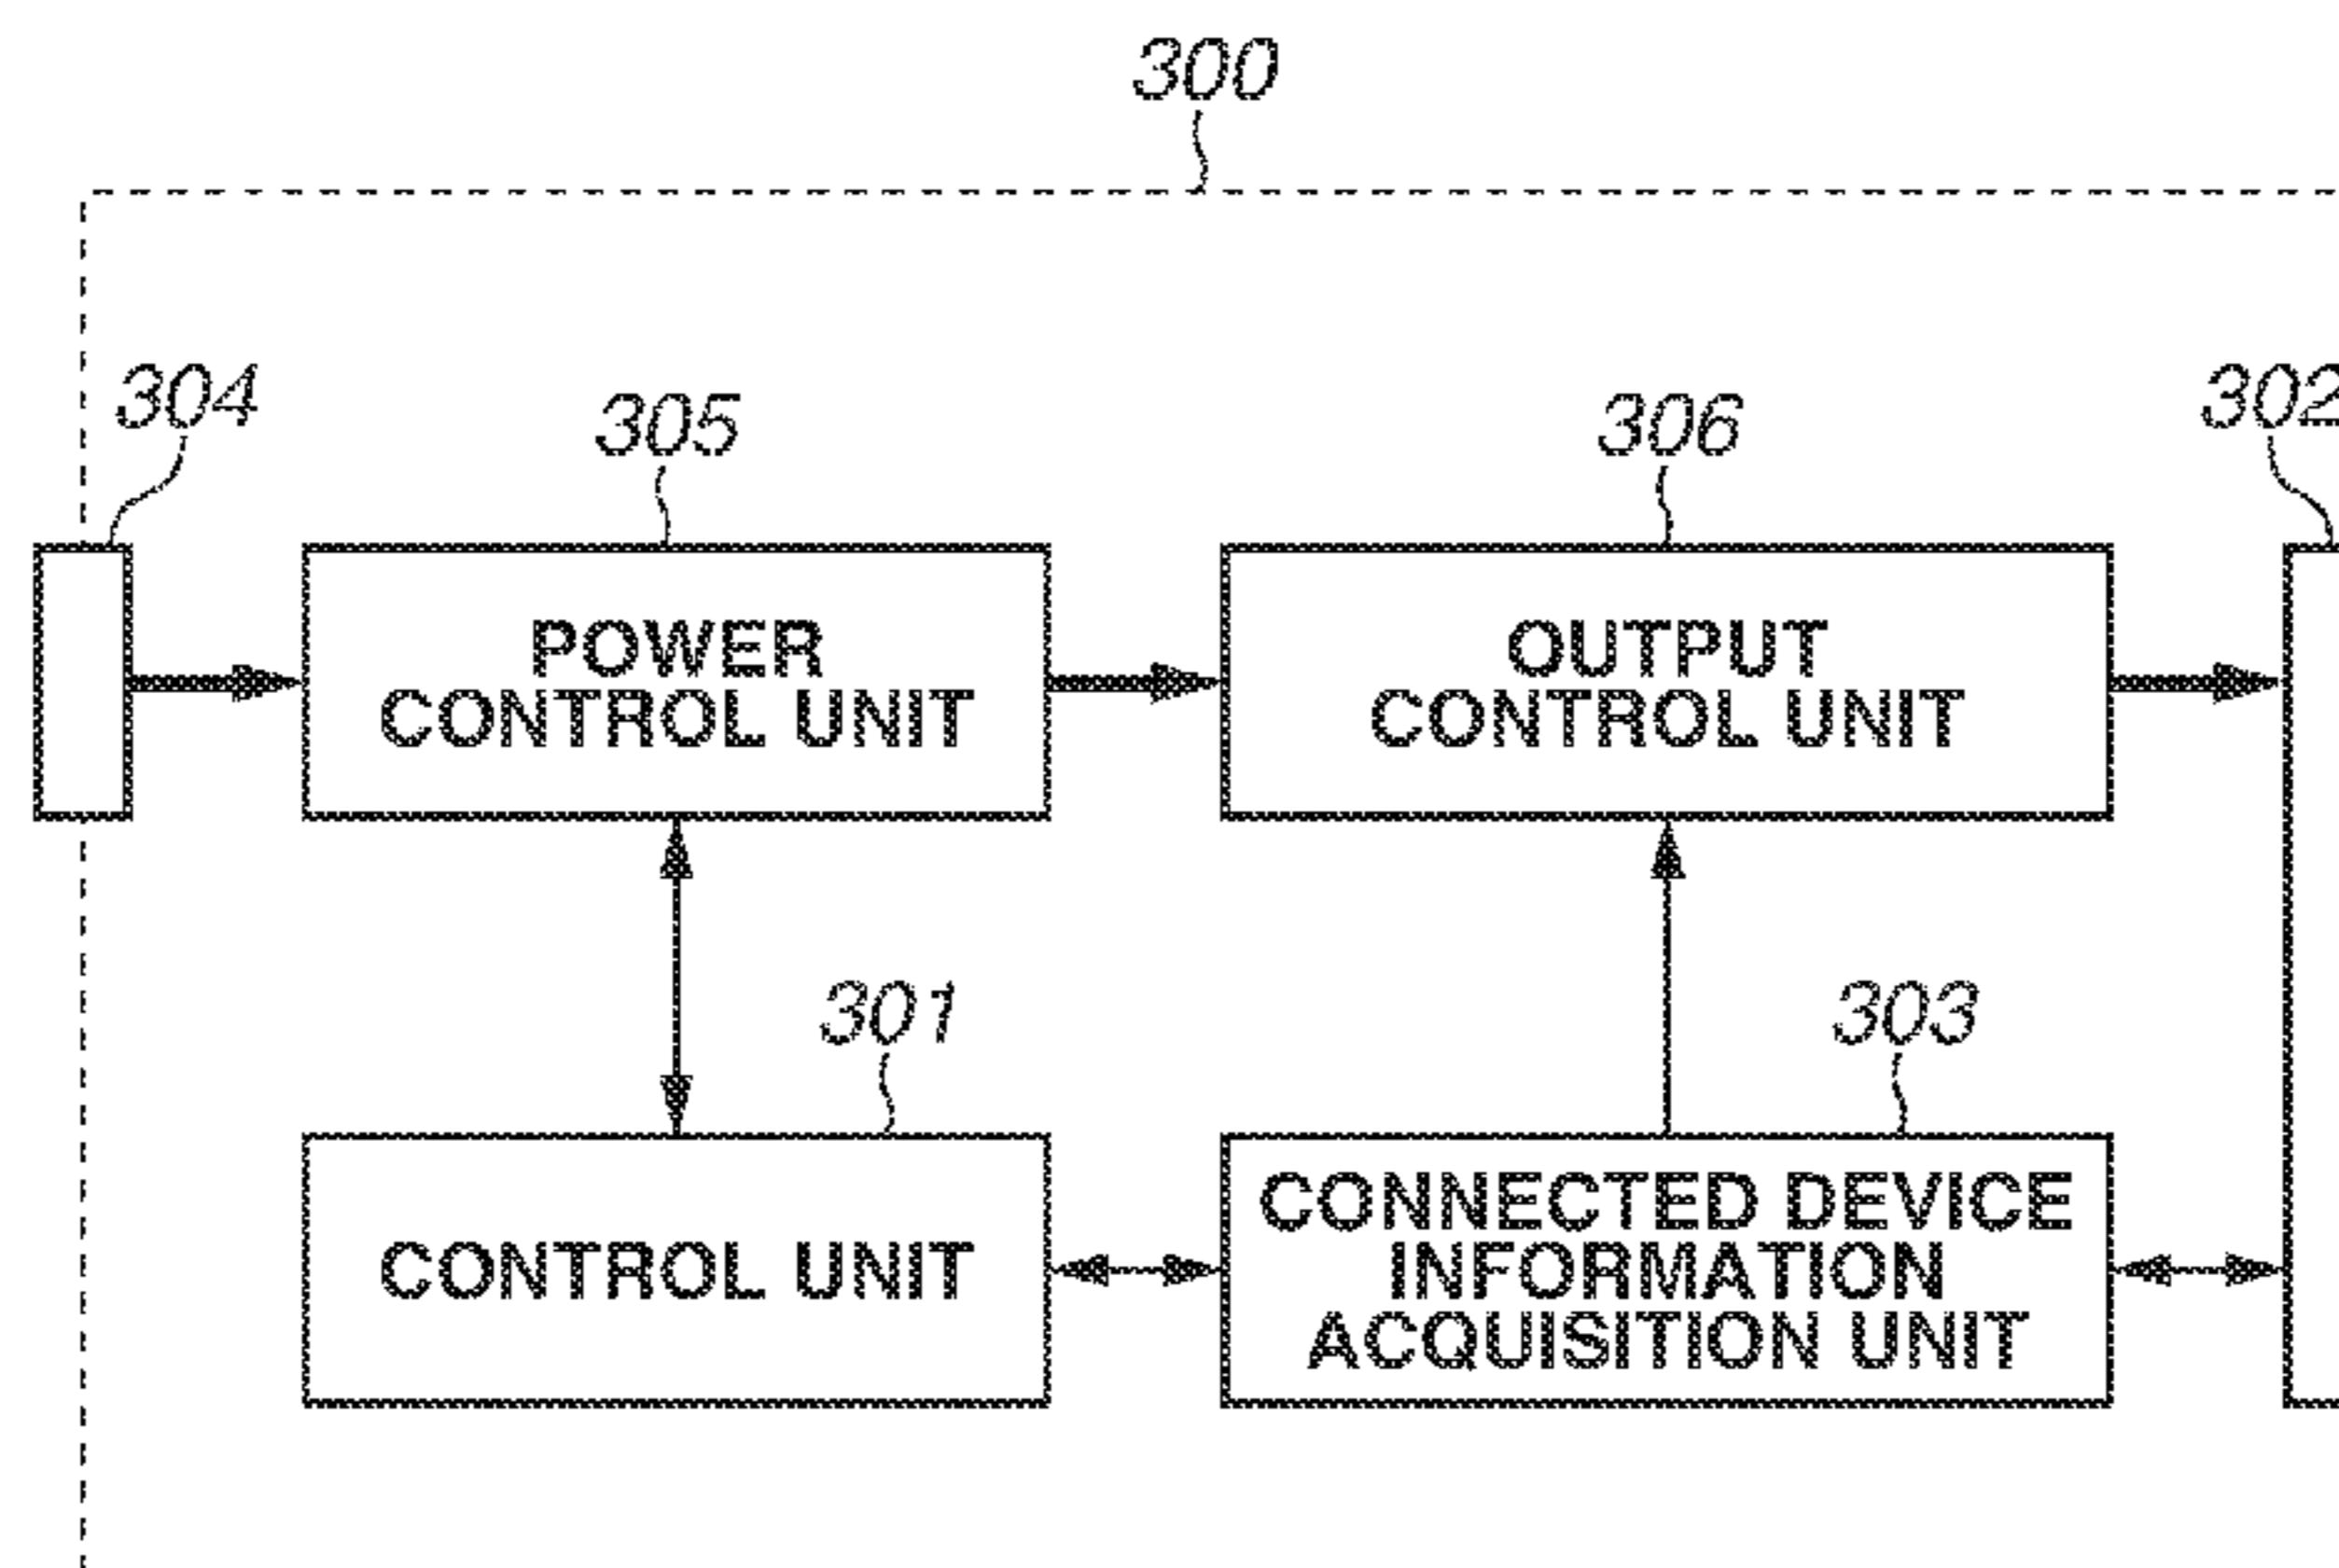 300
304
305
306
302
POWER
CONTROL UNIT
OUTPUT
CONTROL UNIT
301
303
CONTROL UNIT
CONNECTED DEVICE
INFORMATION
ACQUISITION UNIT